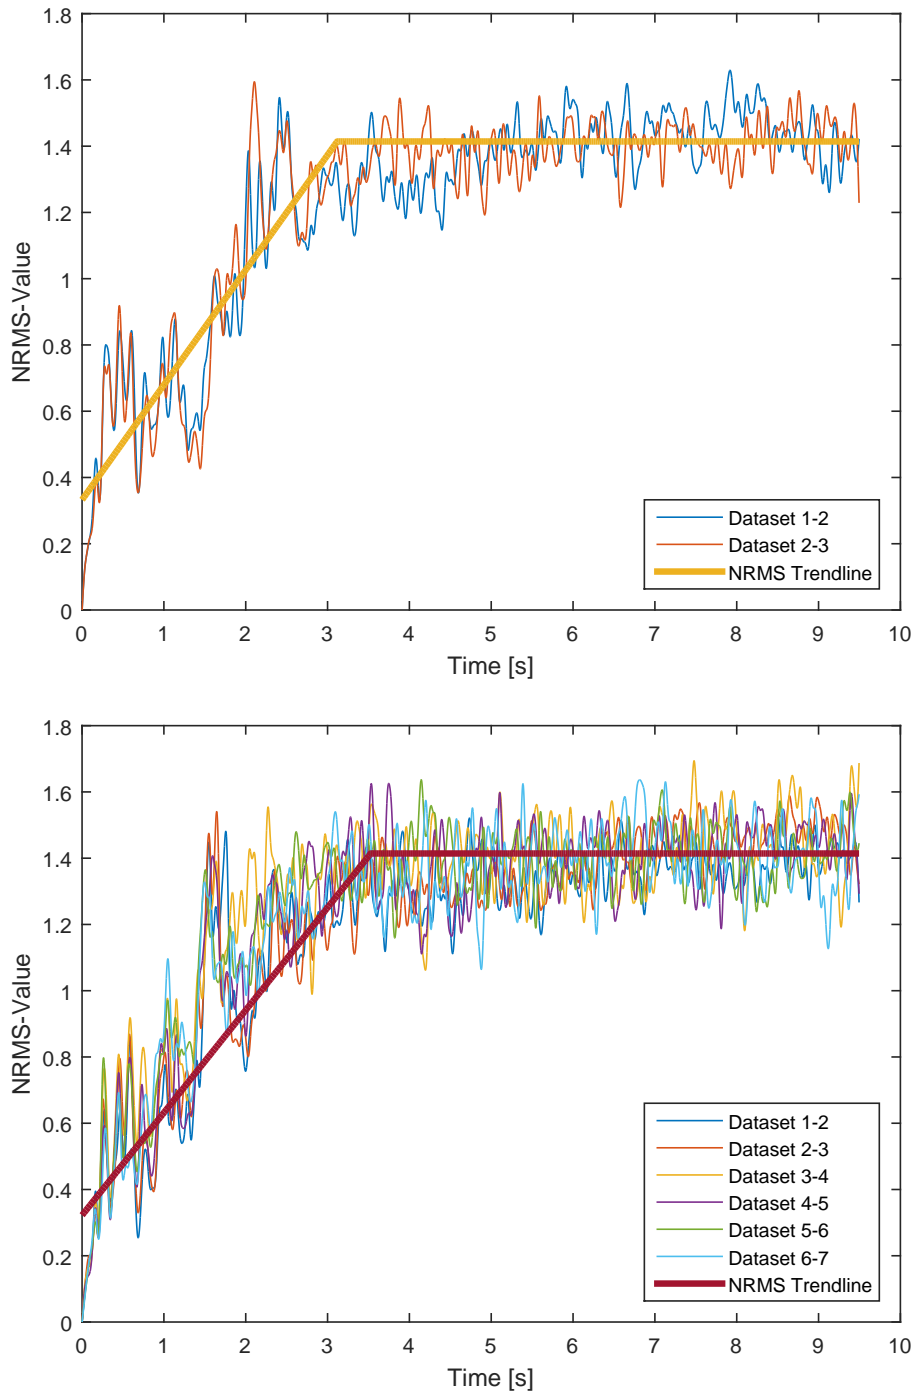 1.8
1.6
1.4
1.2
1
0.8
0.6
0.4
0.2
0
NRMS-Value
Dataset 1-2
Dataset 2-3
NRMS Trendline
0 1 2 3 4 5 6 7 8 9 10
Time [s]
1.8
1.6
1.4
1.2
1
0.8
0.6
0.4
0.2
0
NRMS-Value
Dataset 1-2
Dataset 2-3
Dataset 3-4
Dataset 4-5
Dataset 5-6
Dataset 6-7
NRMS Trendline
0 1 2 3 4 5 6 7 8 9 10
Time [s]